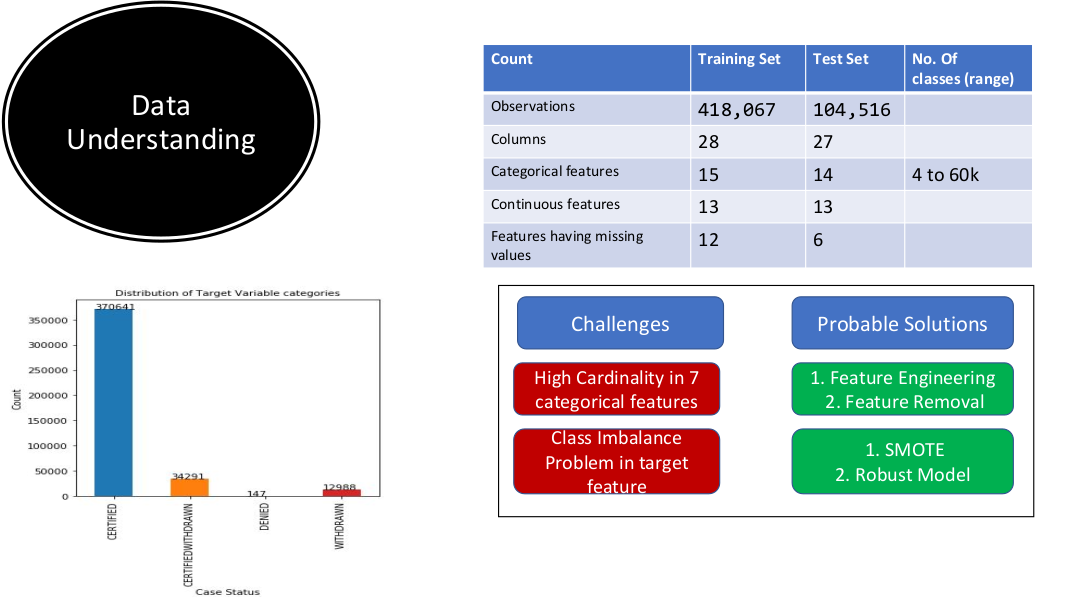 Data
Understanding
Count Training Set Test Set No. Of
classes (range)
Observations 418,067 104,516
Columns 28 27
Categorical features 15 14 4 to 60k
Continuous features 13 13
Features having missing 12 6
values
Distribution of Target Variable categories
370641
350000
300000
250000
200000
150000
100000
50000
0
Count
34291
147
12988
CERTIFIED
CERTIFIEDWITHDRAWN
DENIED
WITHDRAWN
Case Status
Challenges
Probable Solutions
High Cardinality in 7
categorical features
1. Feature Engineering
2. Feature Removal
Class Imbalance
Problem in target
feature
1. SMOTE
2. Robust Model